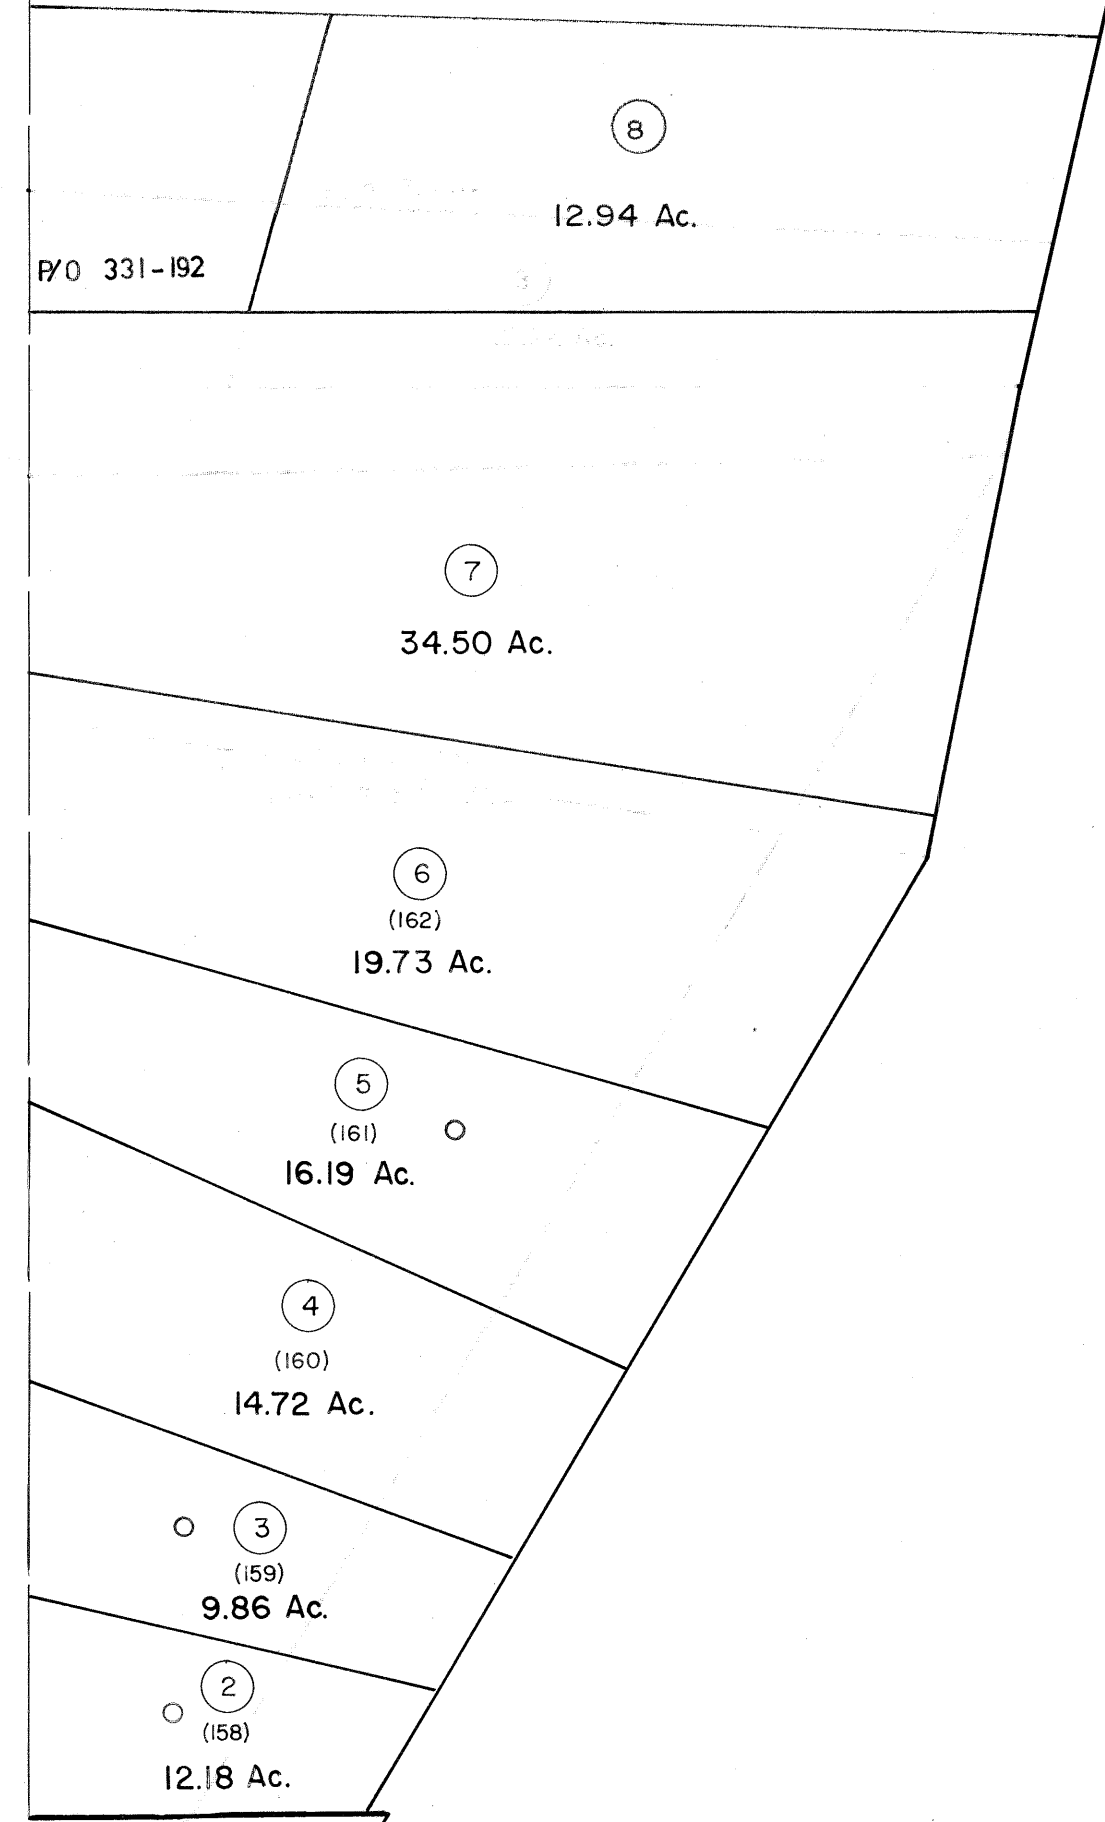 8
12.94 Ac.
P/O 331-192
7
34.50 Ac.
6
(162)
19.73 Ac.
5
(161)
16.19 Ac.
4
(160)
14.72 Ac.
3
(159)
9.86 Ac.
2
(158)
12.18 Ac.